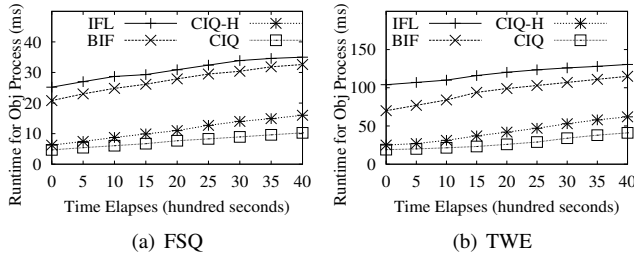 Runtime for Obj Process (ms)
50
40
30
20
10
0
IFL
BIF
CIQ-H
CIQ
0 5 10 15 20 25 30 35 40
Time Elapses (hundred seconds)
(a) FSQ
Runtime for Obj Process (ms)
150
100
50
0
IFL
BIF
CIQ-H
CIQ
0 5 10 15 20 25 30 35 40
Time Elapses (hundred seconds)
(b) TWE